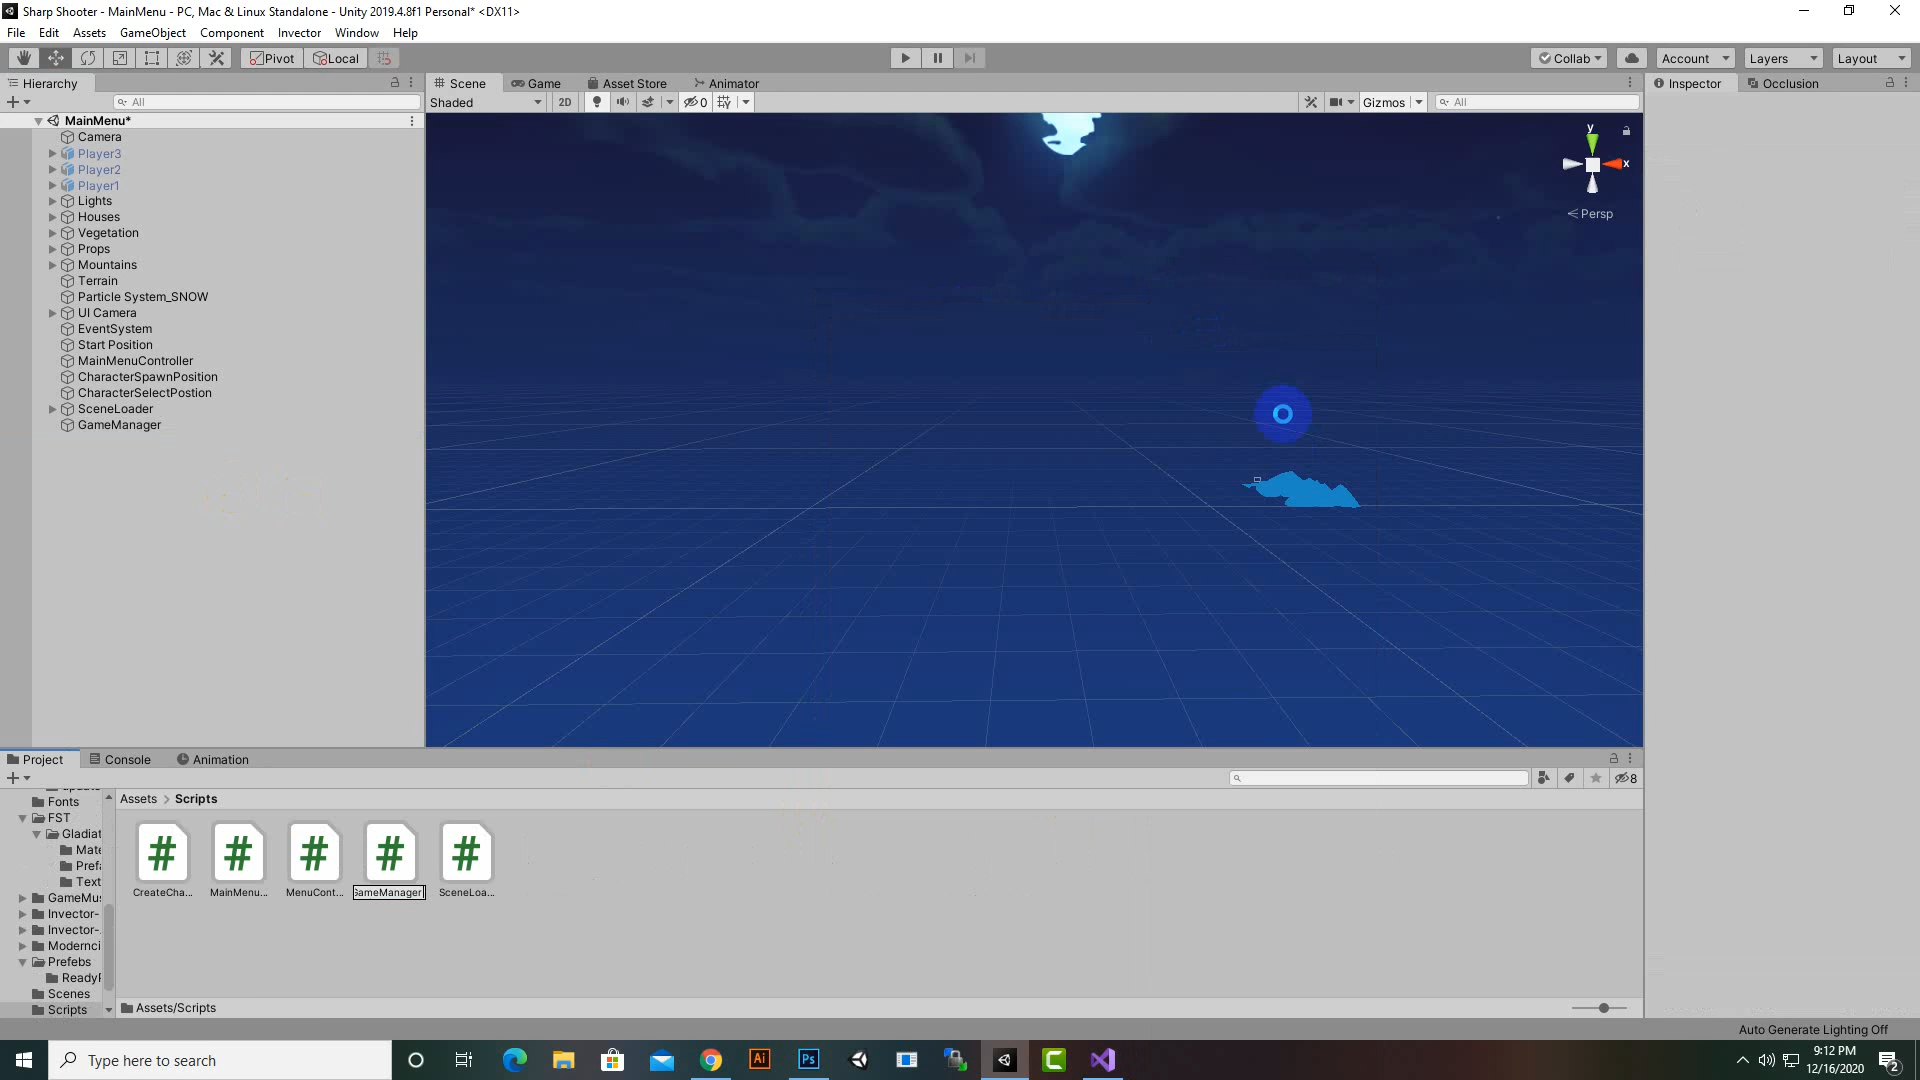 Sharp Shooter - MainMenu - PC, Mac & Linux Standalone - Unity 2019.4.8f1 Personal* <DX11>
File Edit Assets GameObject Component Invector Window Help
Pivot Local Collab Account Layers Layout
Hierarchy
All
MainMenu*
Camera
Player3
Player2
Player1
Lights
Houses
Vegetation
Props
Mountains
Terrain
Particle System_SNOW
UI Camera
EventSystem
Start Position
MainMenuController
CharacterSpawnPosition
CharacterSelectPostion
SceneLoader
GameManager
Scene Game Asset Store Animator
Shaded 2D 0 Gizmos All
y
x
Persp
Inspector Occlusion
Project Console Animation
8
Fonts
FST
Gladiat
Mate
Prefa
Text
GameMus
Invector-
Invector-
Modernci
Prefebs
ReadyP
Scenes
Scripts
Assets > Scripts
CreateCha... MainMenu... MenuCont... GameManager SceneLoa...
Assets/Scripts
Auto Generate Lighting Off
Type here to search
Ai
Ps
9:12 PM
12/16/2020
2